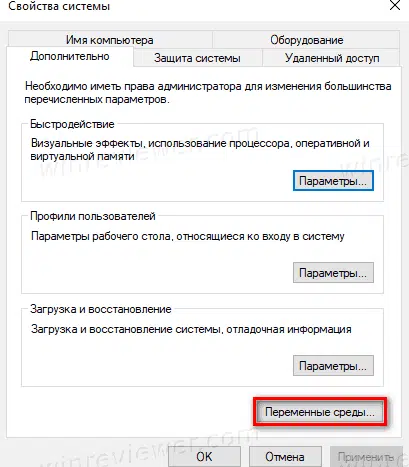 Свойства системы
Имя компьютера
Оборудование
Дополнительно
Защита системы
Удаленный доступ
Необходимо иметь права администратора для изменения большинства
перечисленных параметров.
Быстродействие
Визуальные эффекты, использование процессора, оперативной и
виртуальной памяти
Параметры...
Профили пользователей
Параметры рабочего стола, относящиеся ко входу в систему
Параметры...
Загрузка и восстановление
Загрузка и восстановление системы, отладочная информация
Параметры...
Переменные среды...
OK
Отмена
Применить
winreviewer.com